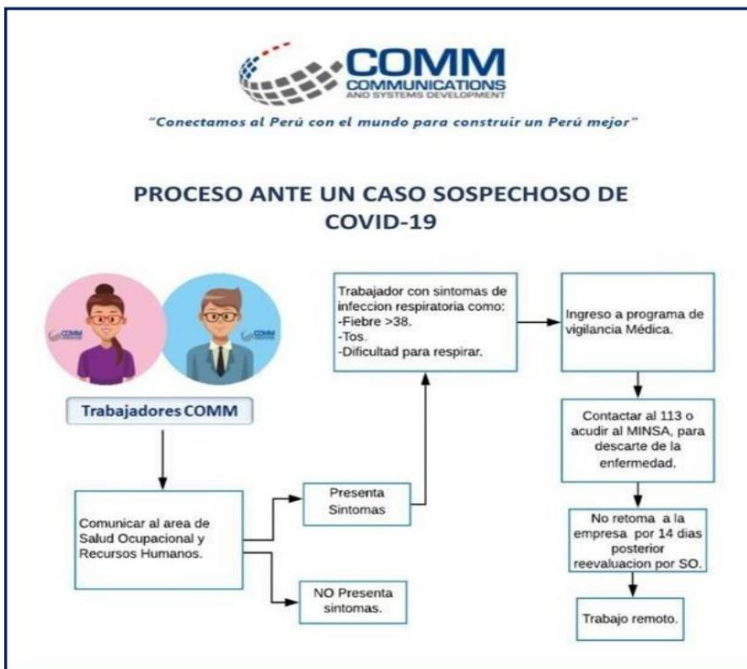 COMM
COMMUNICATIONS
AND SYSTEMS DEVELOPMENT
"Conectamos al Perú con el mundo para construir un Perú mejor"
PROCESO ANTE UN CASO SOSPECHOSO DE
COVID-19
COMM
COMM
Trabajadores COMM
Comunicar al area de
Salud Ocupacional y
Recursos Humanos.
Presenta
Sintomas
NO Presenta
sintomas.
Trabajador con sintomas de
infeccion respiratoria como:
-Fiebre >38.
-Tos.
-Dificultad para respirar.
Ingreso a programa de
vigilancia Médica.
Contactar al 113 o
acudir al MINSA, para
descarte de la
enfermedad.
No retoma a la
empresa por 14 dias
posterior
reevaluacion por SO.
Trabajo remoto.